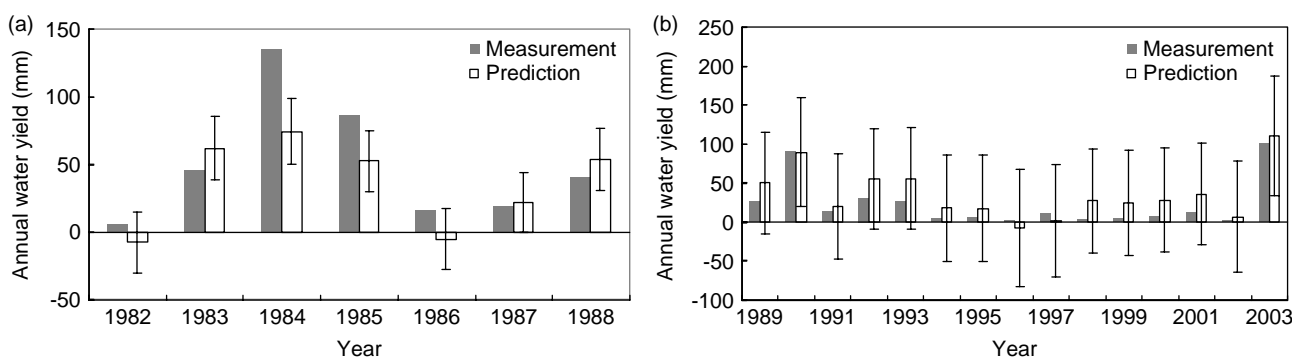 (a)
Annual water yield (mm)
150
100
50
0
-50
Measurement
Prediction
1982 1983 1984 1985 1986 1987 1988
Year
(b)
Annual water yield (mm)
250
200
150
100
50
0
-50
-100
Measurement
Prediction
1989 1991 1993 1995 1997 1999 2001 2003
Year